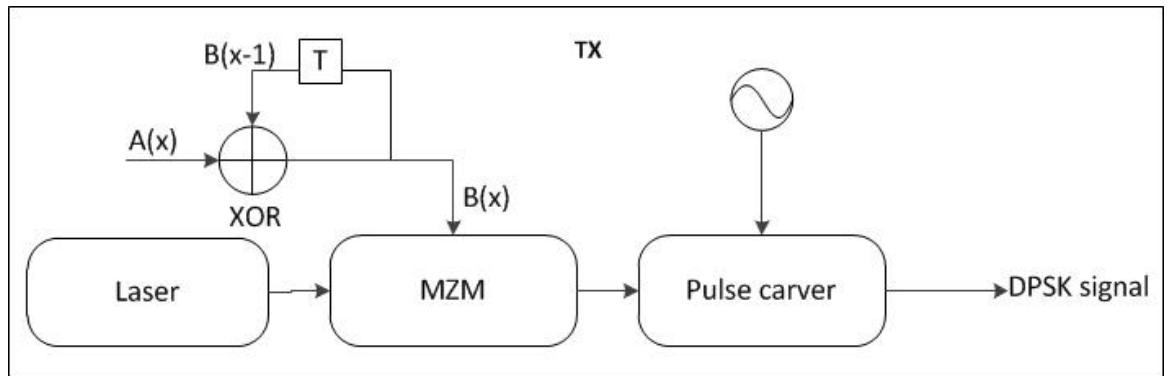 TX
B(x-1)
T
A(x)
XOR
B(x)
Laser
MZM
Pulse carver
DPSK signal